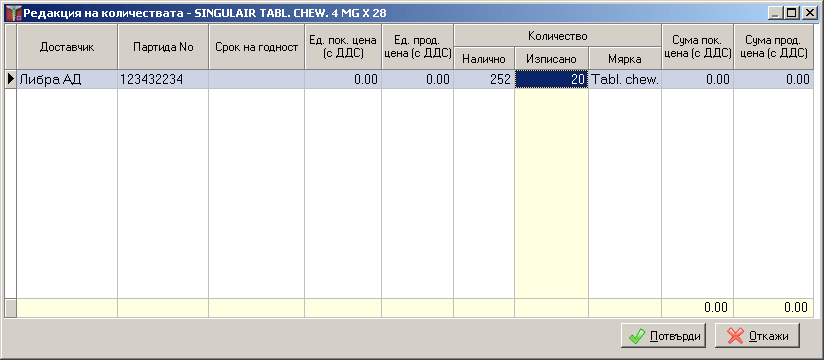 Редакция на количествата - SINGULAIR TABL. CHEW. 4 MG X 28
Доставчик
Партида No
Срок на годност
Ед. пок. цена
(с ДДС)
Ед. прод.
цена (с ДДС)
Количество
Налично
Изписано
Мярка
Сума пок.
цена (с ДДС)
Сума прод.
цена (с ДДС)
Либра АД 123432234 0.00 0.00 252 20 Tabl. chew. 0.00 0.00
0.00 0.00
Потвърди Откажи